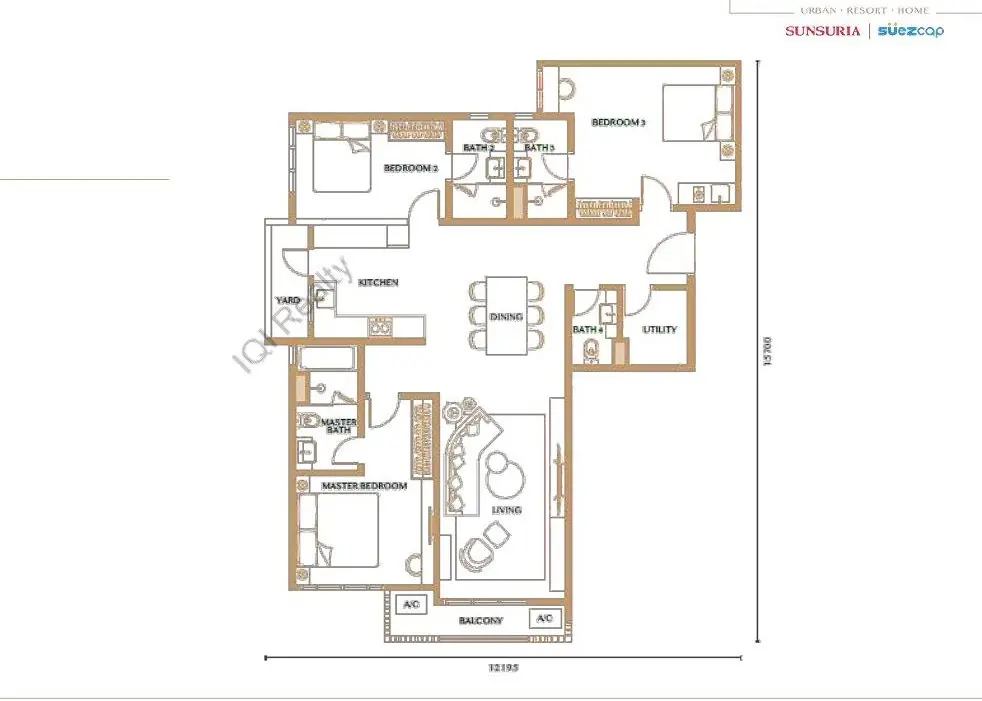 URBAN · RESORT · HOME
SUNSURIA | süezcap
BEDROOM 3
BATH 2
BATH 3
BEDROOM 2
KITCHEN
YARD
DINING
BATH 4
UTILITY
15700
IQI Realty
MASTER
BATH
MASTER BEDROOM
LIVING
A/C
A/C
BALCONY
12195